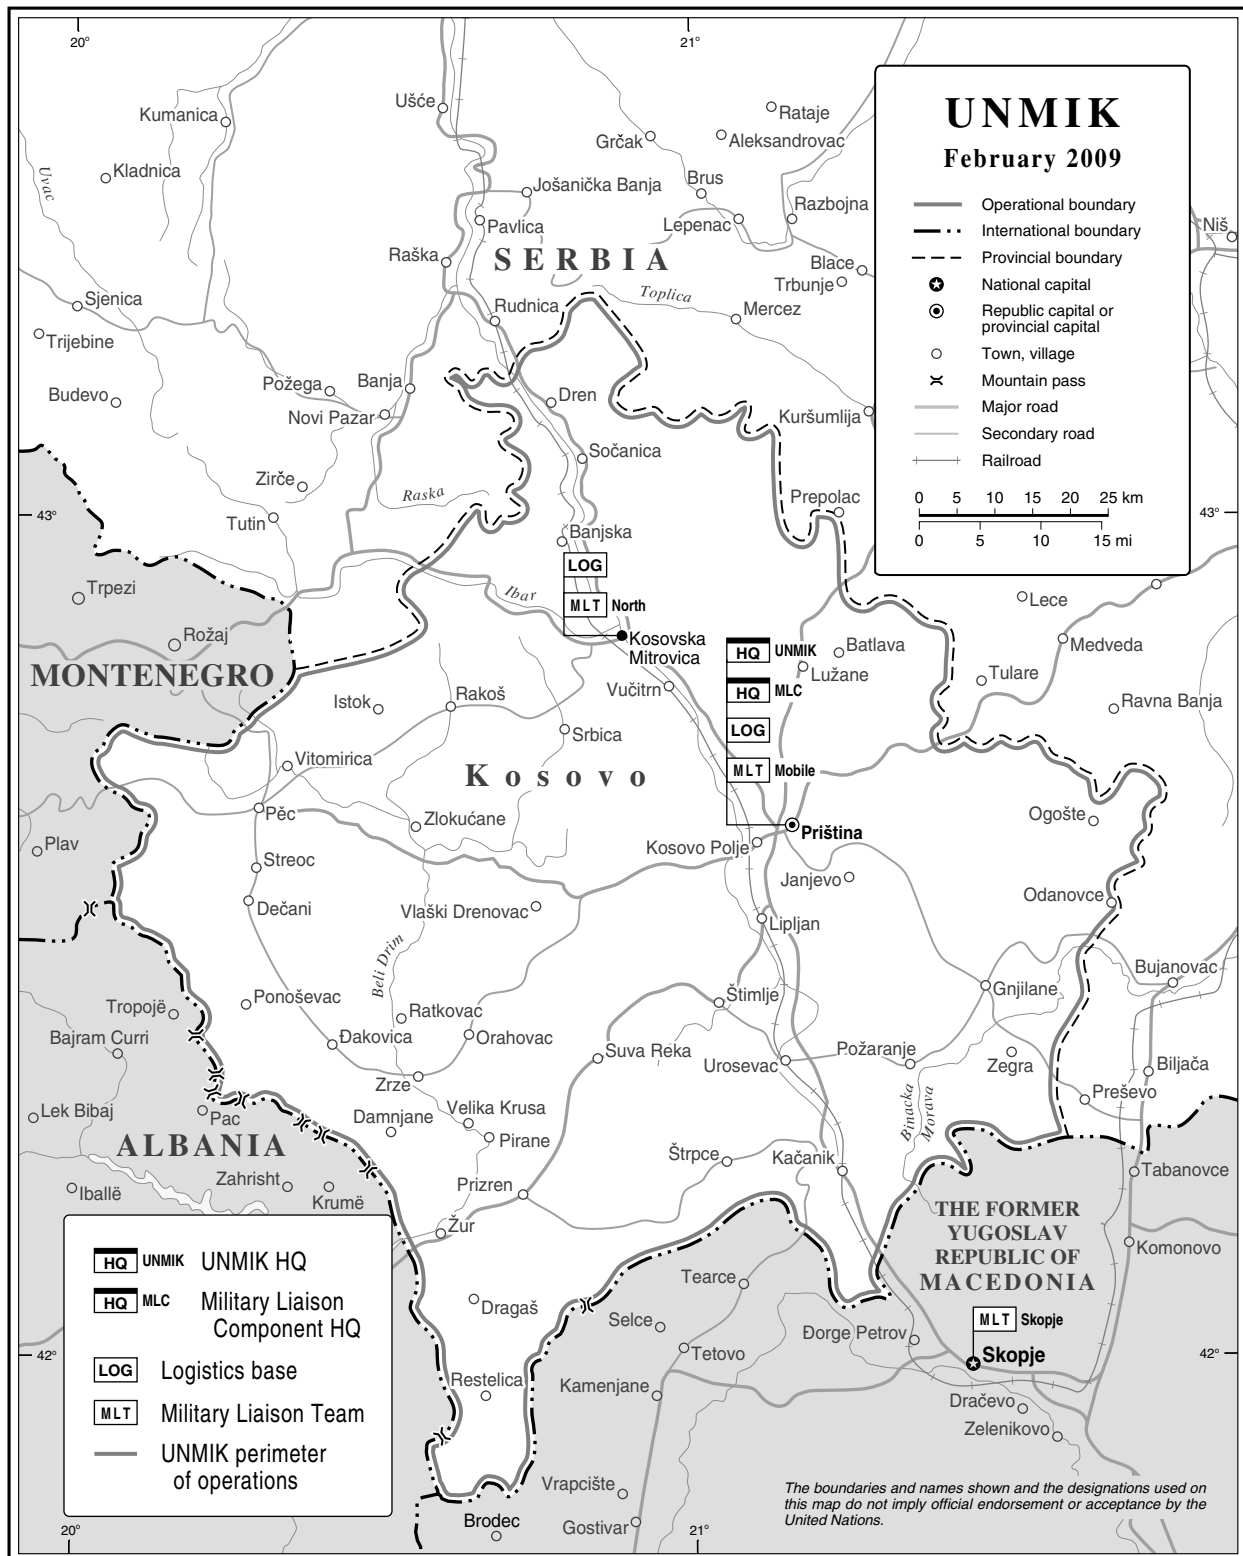 20°
21°
UNMIK
February 2009
Operational boundary
International boundary
Provincial boundary
National capital
Republic capital or
provincial capital
Town, village
Mountain pass
Major road
Secondary road
Railroad
0 5 10 15 20 25 km
0 5 10 15 mi
Ušće
Kumanica
Rataje
Grčak
Aleksandrovac
Kladnica
Uvac
Jošanička Banja
Brus
Razbojna
Pavlica
Lepenac
Niš
Raška
SERBIA
Blace
Trbunje
Toplica
Sjenica
Rudnica
Mercez
Trijebine
Požega
Banja
Budevo
Dren
Novi Pazar
Kuršumlija
Sočanica
Zirče
Raska
Prepolac
43°
43°
Tutin
Banjska
LOG
Trpezi
Ibar
MLT North
Lece
Rožaj
Kosovska
Mitrovica
HQ UNMIK
Batlava
Medveda
MONTENEGRO
Lužane
Tulare
Vučitrn
HQ MLC
Istok
Rakoš
Ravna Banja
Srbica
LOG
Vitomirica
Kosovo
MLT Mobile
Pěc
Zlokućane
Ogošte
Priština
Plav
Kosovo Polje
Streoc
Janjevo
Dečani
Vlaški Drenovac
Odanovce
Lipljan
Beli Drim
Bujanovac
Gnjilane
Ponoševac
Štimlje
Tropojë
Ratkovac
Bajram Curri
Đakovica
Orahovac
Suva Reka
Požaranje
Urosevac
Zegra
Biljača
Zrze
Preševo
Lek Bibaj
Pac
Damnjane
Velika Krusa
Binacka
Morava
ALBANIA
Pirane
Štrpce
Kačanik
Tabanovce
Iballë
Zahrisht
Krumë
Prizren
THE FORMER
YUGOSLAV
REPUBLIC OF
MACEDONIA
Žur
Komonovo
HQ UNMIK UNMIK HQ
Tearce
HQ MLC Military Liaison
Component HQ
Dragaš
Selce
MLT Skopje
Đorge Petrov
42°
42°
Tetovo
Skopje
LOG Logistics base
Restelica
Kamenjane
MLT Military Liaison Team
Dračevo
Zelenikovo
UNMIK perimeter
of operations
Vrapcište
The boundaries and names shown and the designations used on
this map do not imply official endorsement or acceptance by the
United Nations.
Brodec
Gostivar
20°
21°